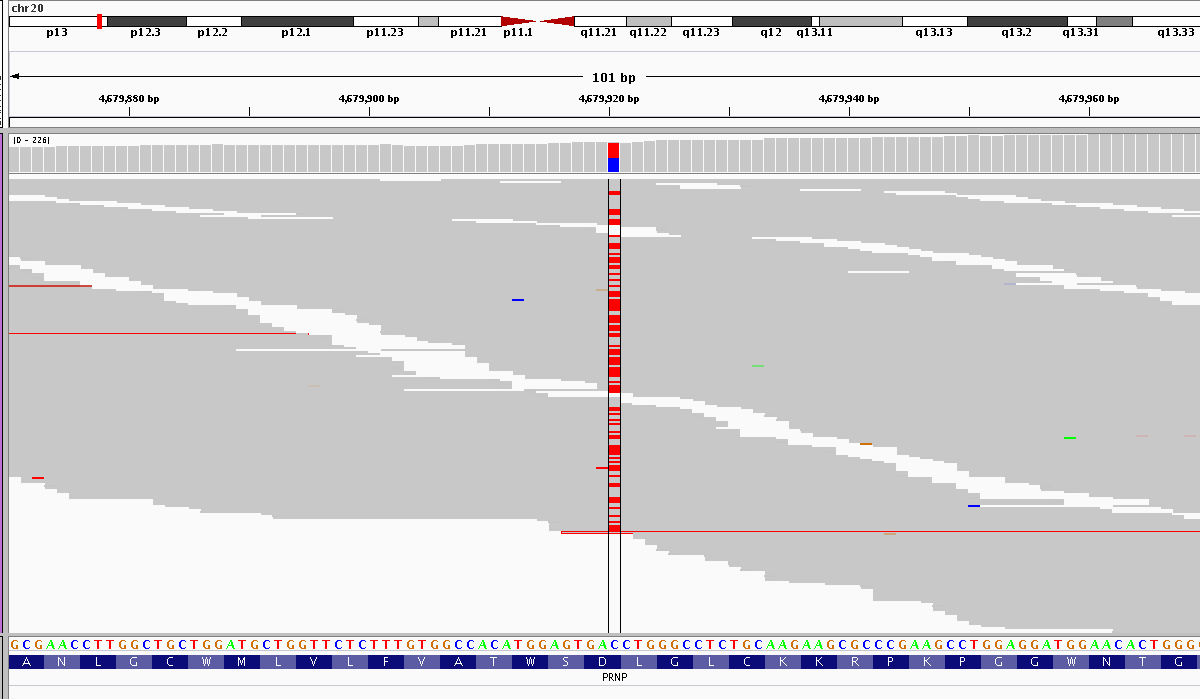 chr20
p13 p12.3 p12.2 p12.1 p11.23 p11.21 p11.1 q11.21 q11.22 q11.23 q12 q13.11 q13.13 q13.2 q13.31 q13.33
101 bp
4,679,880 bp 4,679,900 bp 4,679,920 bp 4,679,940 bp 4,679,960 bp
[0 - 226]
GCGAACCTTGGCTGCTGGATGCTGGTTCTCTTTGTGGCCACATGGAGTGACCTGGGCCTCTGCAAGAAGCGCCCGAAGCCTGGAGGATGGAACACTGGG
A N L G C W M L V L F V A T W S D L G L C K K R P K P G G W N T G
PRNP